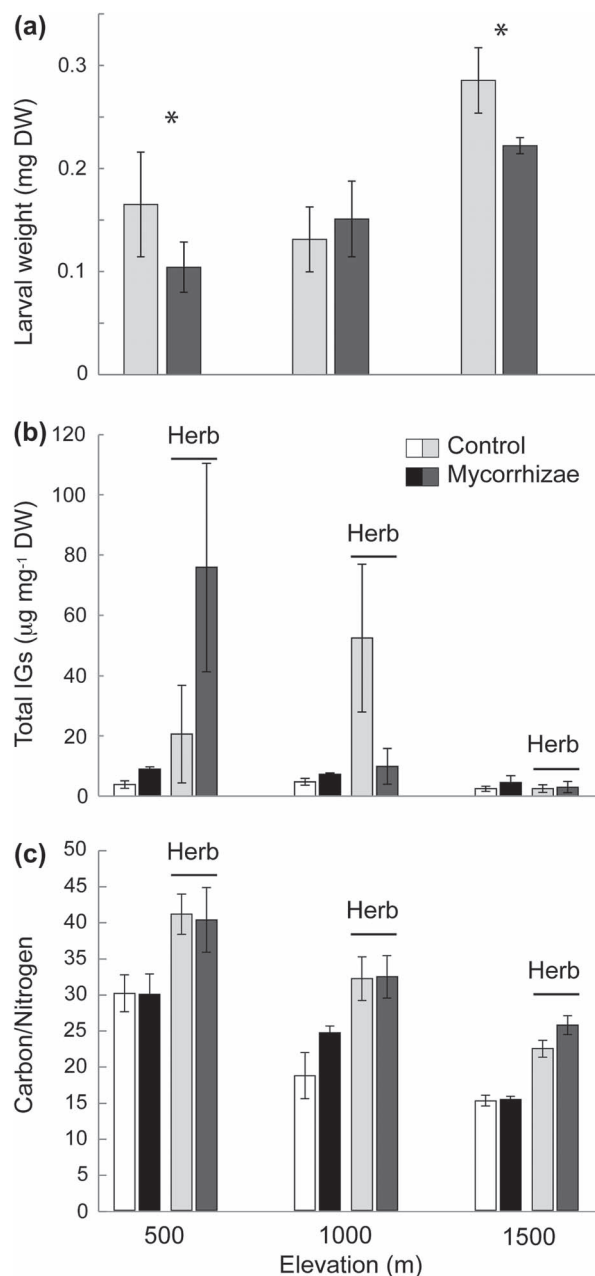 (a)
Larval weight (mg DW)
0.3
0.2
0.1
0
*
*
(b)
Total IGs (µg mg⁻¹ DW)
120
100
80
60
40
20
0
Herb
Herb
Herb
Control
Mycorrhizae
(c)
Carbon/Nitrogen
50
45
40
35
30
25
20
15
10
5
0
Herb
Herb
Herb
500
1000
1500
Elevation (m)